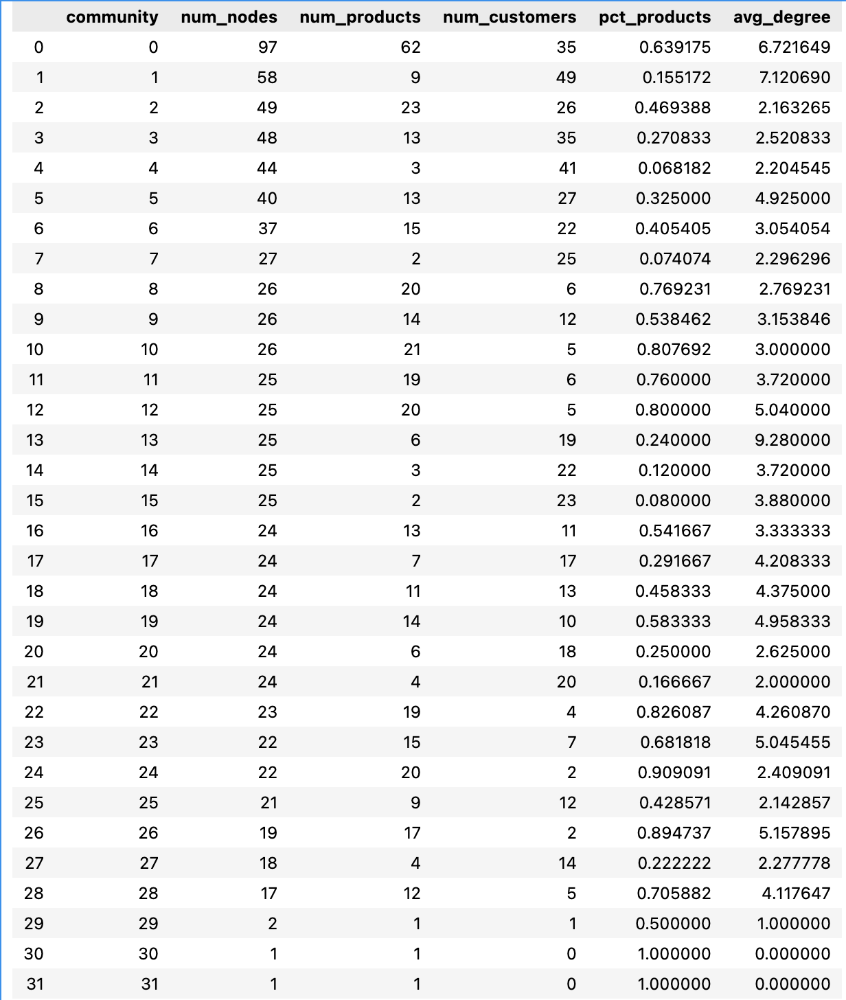 community num_nodes num_products num_customers pct_products avg_degree
0 0 97 62 35 0.639175 6.721649
1 1 58 9 49 0.155172 7.120690
2 2 49 23 26 0.469388 2.163265
3 3 48 13 35 0.270833 2.520833
4 4 44 3 41 0.068182 2.204545
5 5 40 13 27 0.325000 4.925000
6 6 37 15 22 0.405405 3.054054
7 7 27 2 25 0.074074 2.296296
8 8 26 20 6 0.769231 2.769231
9 9 26 14 12 0.538462 3.153846
10 10 26 21 5 0.807692 3.000000
11 11 25 19 6 0.760000 3.720000
12 12 25 20 5 0.800000 5.040000
13 13 25 6 19 0.240000 9.280000
14 14 25 3 22 0.120000 3.720000
15 15 25 2 23 0.080000 3.880000
16 16 24 13 11 0.541667 3.333333
17 17 24 7 17 0.291667 4.208333
18 18 24 11 13 0.458333 4.375000
19 19 24 14 10 0.583333 4.958333
20 20 24 6 18 0.250000 2.625000
21 21 24 4 20 0.166667 2.000000
22 22 23 19 4 0.826087 4.260870
23 23 22 15 7 0.681818 5.045455
24 24 22 20 2 0.909091 2.409091
25 25 21 9 12 0.428571 2.142857
26 26 19 17 2 0.894737 5.157895
27 27 18 4 14 0.222222 2.277778
28 28 17 12 5 0.705882 4.117647
29 29 2 1 1 0.500000 1.000000
30 30 1 1 0 1.000000 0.000000
31 31 1 1 0 1.000000 0.000000